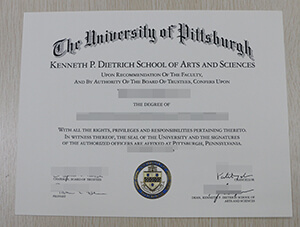 The University of Pittsburgh
KENNETH P. DIETRICH SCHOOL OF ARTS AND SCIENCES
UPON RECOMMENDATION OF THE FACULTY,
AND BY AUTHORITY OF THE BOARD OF TRUSTEES, CONFERS UPON
THE DEGREE OF
WITH ALL THE RIGHTS, PRIVILEGES AND RESPONSIBILITIES PERTAINING THERETO.
IN WITNESS THEREOF, THE SEAL OF THE UNIVERSITY AND THE SIGNATURES
OF THE AUTHORIZED OFFICERS ARE AFFIXED AT PITTSBURGH, PENNSYLVANIA.